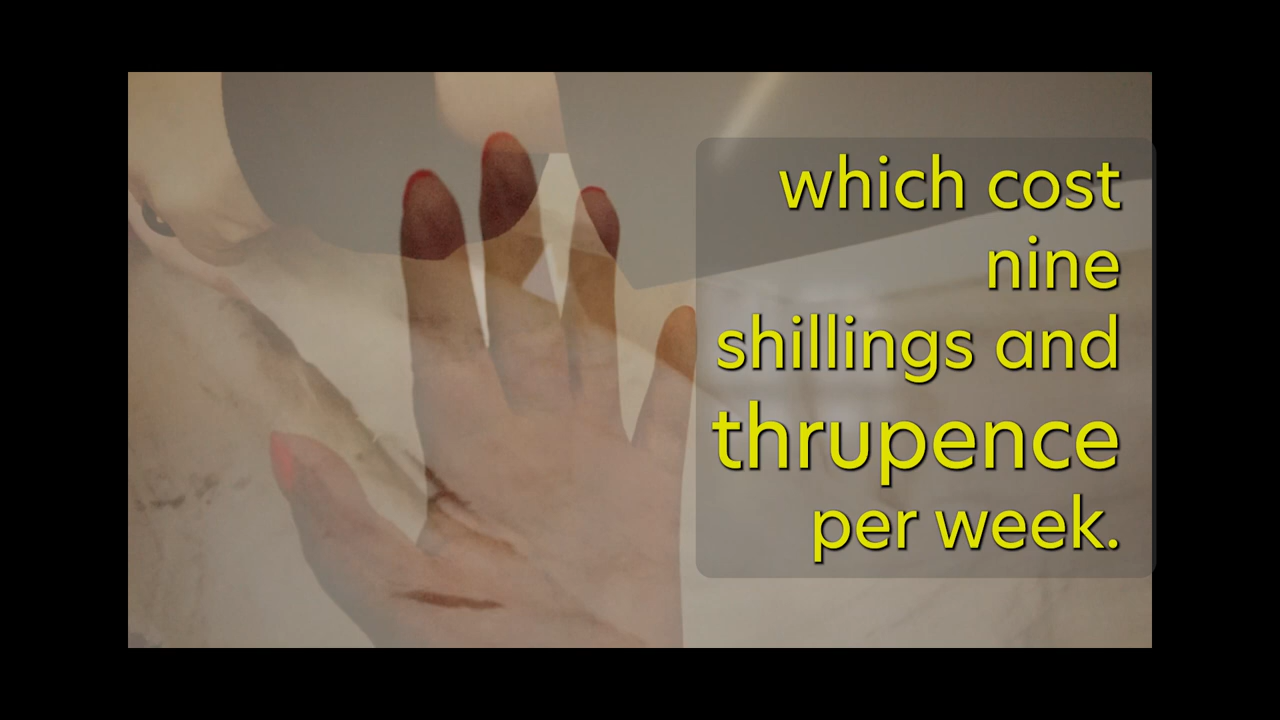 which cost
nine
shillings and
thrupence
per week.